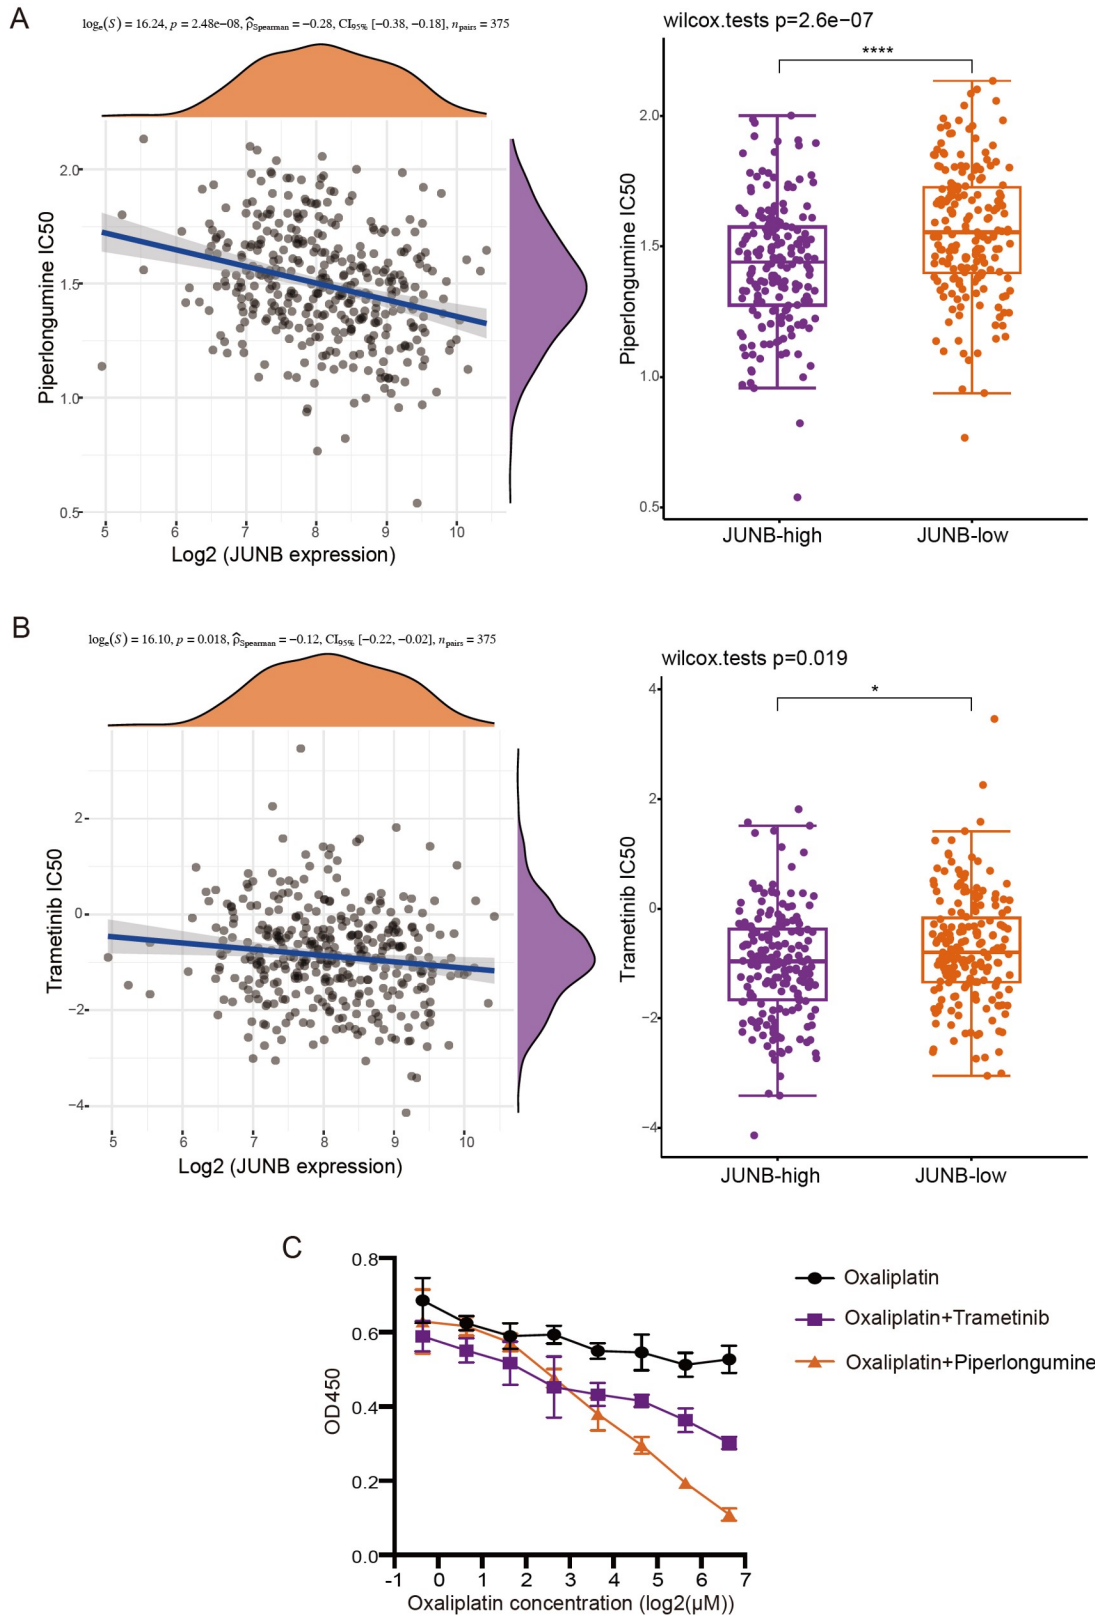 A
logₑ(S) = 16.24, p = 2.48e−08, ρ̂Spearman = −0.28, CI95% [−0.38, −0.18], npairs = 375
wilcox.tests p=2.6e−07
****
Piperlongumine IC50
2.0
1.5
1.0
0.5
5 6 7 8 9 10
Log2 (JUNB expression)
Piperlongumine IC50
2.0
1.5
1.0
0.5
JUNB-high JUNB-low
B
logₑ(S) = 16.10, p = 0.018, ρ̂Spearman = −0.12, CI95% [−0.22, −0.02], npairs = 375
wilcox.tests p=0.019
*
Trametinib IC50
2
0
−2
−4
5 6 7 8 9 10
Log2 (JUNB expression)
Trametinib IC50
4
2
0
−2
−4
JUNB-high JUNB-low
C
OD450
0.8
0.6
0.4
0.2
0.0
-1 0 1 2 3 4 5 6 7
Oxaliplatin concentration (log2(μM))
Oxaliplatin
Oxaliplatin+Trametinib
Oxaliplatin+Piperlongumine